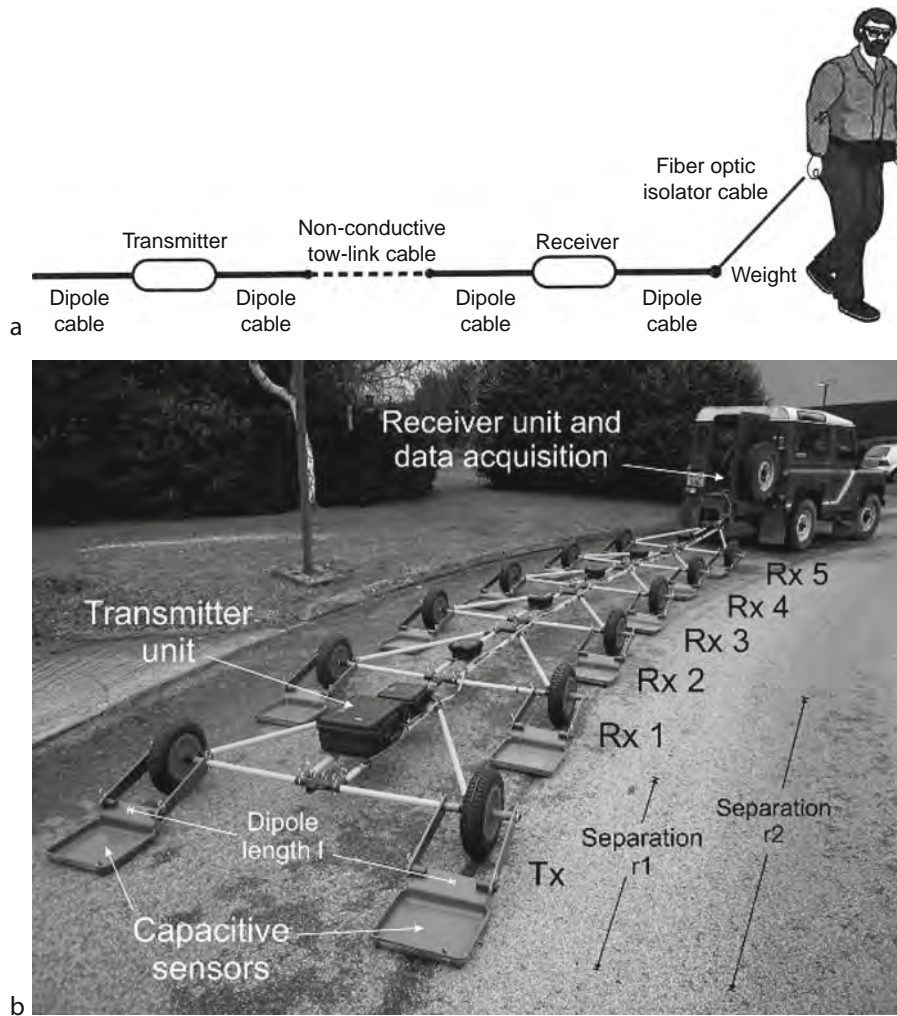 Fiber optic
isolator cable
Transmitter
Non-conductive
tow-link cable
Receiver
Weight
Dipole
cable
Dipole
cable
Dipole
cable
Dipole
cable
a
Receiver unit and
data acquisition
Transmitter
unit
Rx 5
Rx 4
Rx 3
Rx 2
Rx 1
Separation
r2
Separation
r1
Dipole
length l
Tx
Capacitive
sensors
b